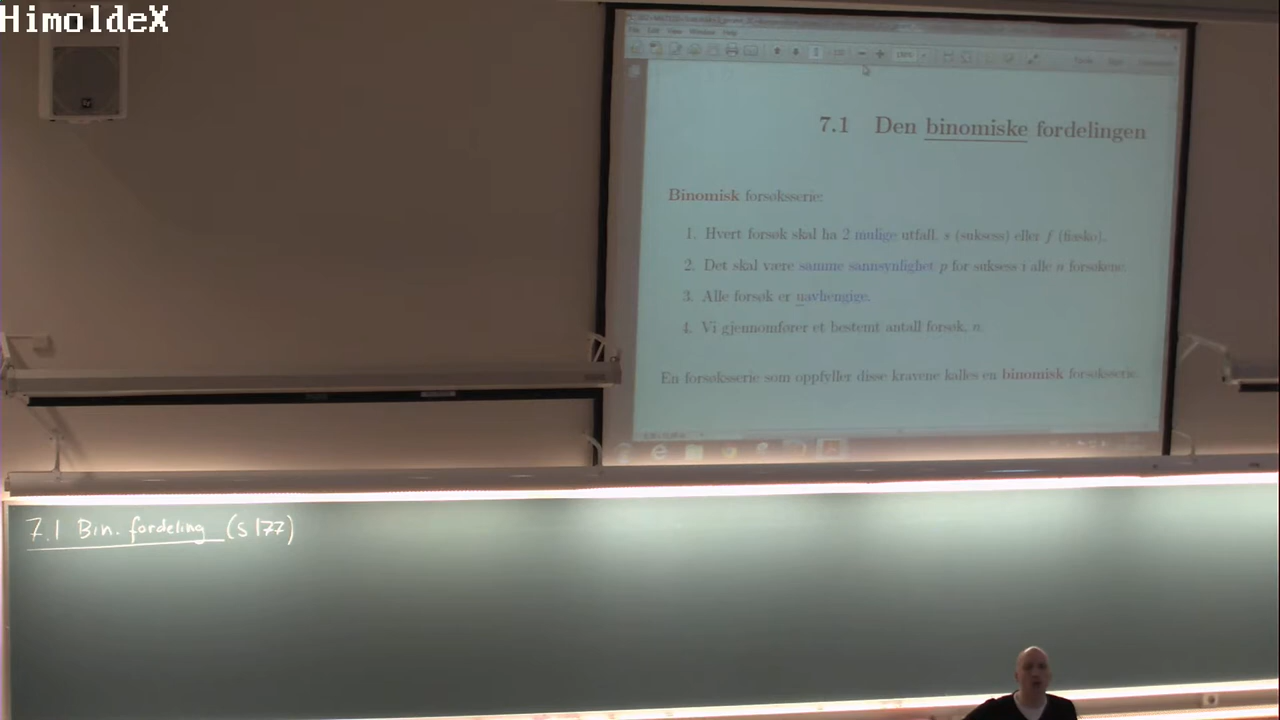 HimoldeX
7.1 Den binomiske fordelingen
Binomisk forsøksserie:
1. Hvert forsøk skal ha 2 mulige utfall, s (suksess) eller f (fiasko).
2. Det skal være samme sannsynlighet p for suksess i alle n forsøkene.
3. Alle forsøk er uavhengige.
4. Vi gjennomfører et bestemt antall forsøk, n.
En forsøksserie som oppfyller disse kravene kalles en binomisk forsøksserie.
7.1 Bin. fordeling (s 177)